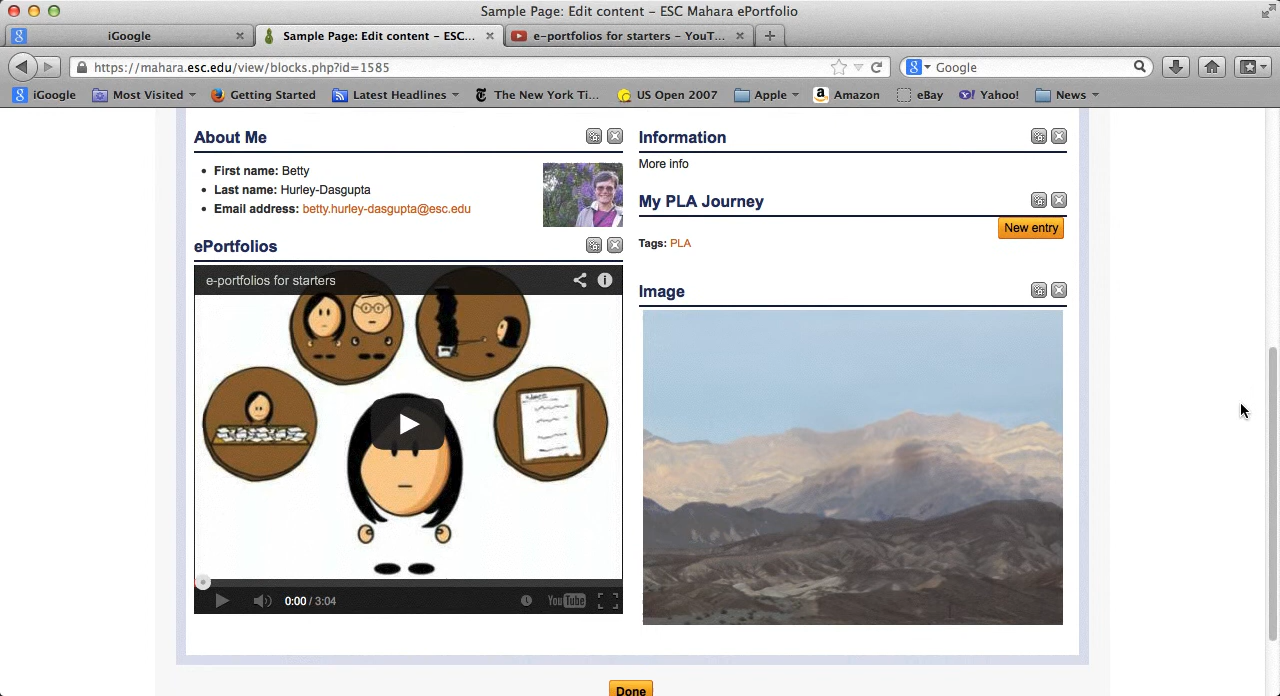 Sample Page: Edit content – ESC Mahara ePortfolio
iGoogle
Sample Page: Edit content – ESC...
e-portfolios for starters – YouT...
https://mahara.esc.edu/view/blocks.php?id=1585
Google
iGoogle
Most Visited
Getting Started
Latest Headlines
The New York Ti...
US Open 2007
Apple
Amazon
eBay
Yahoo!
News
About Me
First name: Betty
Last name: Hurley-Dasgupta
Email address: betty.hurley-dasgupta@esc.edu
ePortfolios
e-portfolios for starters
0:00 / 3:04
YouTube
Information
More info
My PLA Journey
New entry
Tags: PLA
Image
Done